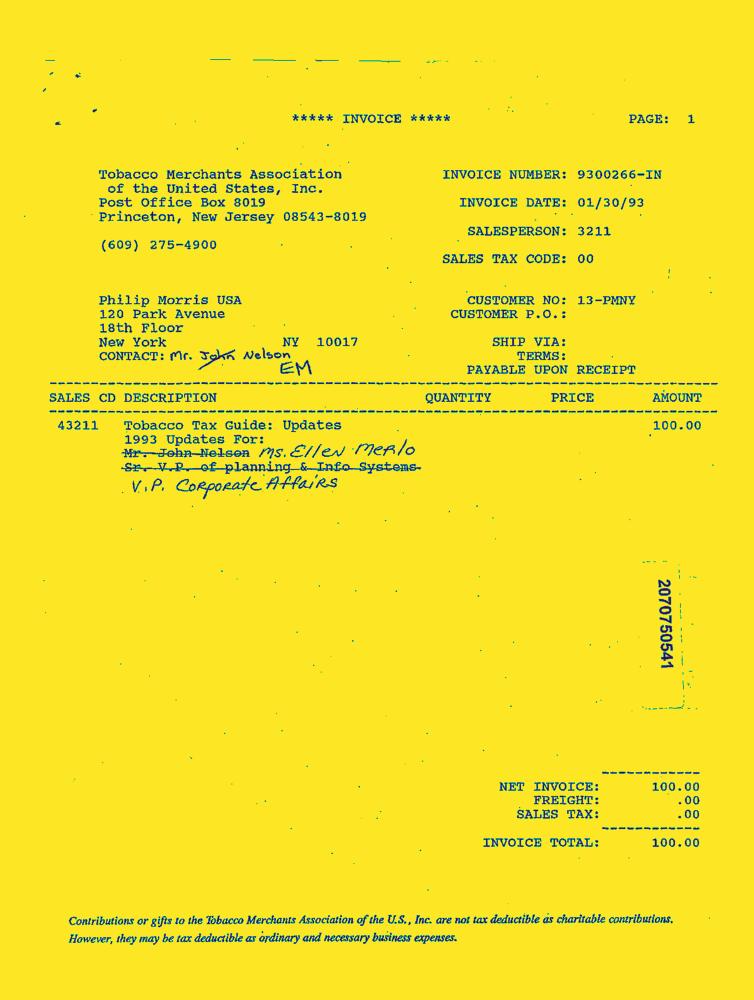 ***** INVOICE ***** PAGE: 1
Tobacco Merchants Association
of the United States, Inc.
Post Office Box 8019
Princeton, New Jersey 08543-8019
(609) 275-4900
INVOICE NUMBER: 9300266-IN
INVOICE DATE: 01/30/93
SALESPERSON: 3211
SALES TAX CODE: 00
Philip Morris USA
120 Park Avenue
18th Floor
New York NY 10017
CONTACT: Mr. John Nelson
EM
CUSTOMER NO: 13-PMNY
CUSTOMER P.O.:
SHIP VIA:
TERMS:
PAYABLE UPON RECEIPT
SALES CD DESCRIPTION QUANTITY PRICE AMOUNT
43211 Tobacco Tax Guide: Updates 100.00
1993 Updates For:
Mr. John Nelson Ms. Ellen Merlo
Sr. V.P. of planning & Info Systems
V.P. Corporate Affairs
2070750541
NET INVOICE: 100.00
FREIGHT: .00
SALES TAX: .00
INVOICE TOTAL: 100.00
Contributions or gifts to the Tobacco Merchants Association of the U.S., Inc. are not tax deductible as charitable contributions.
However, they may be tax deductible as ordinary and necessary business expenses.